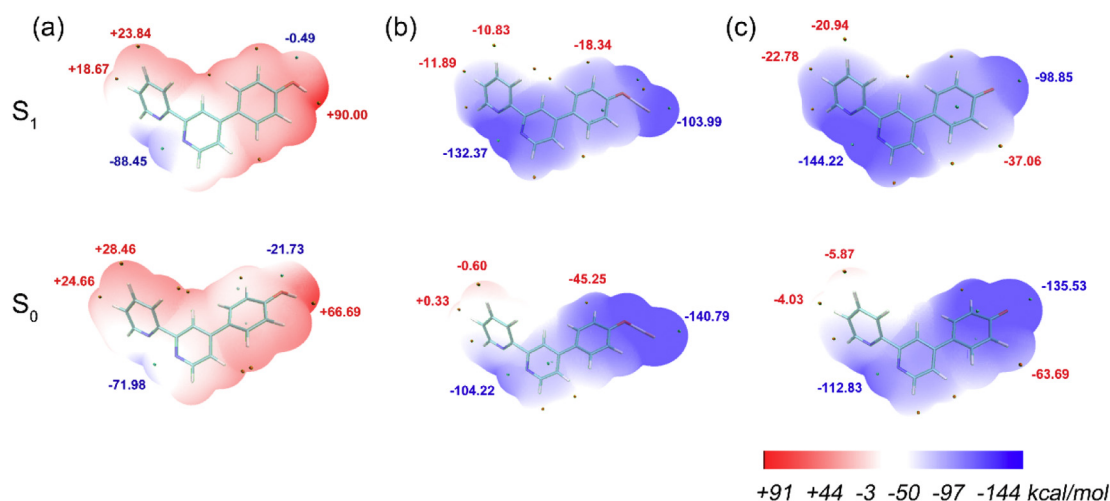 (a) (b) (c)
+23.84 -0.49 -10.83 -18.34 -20.94
+18.67 -11.89 -22.78 -98.85
S₁
+90.00 -103.99
-88.45 -132.37 -144.22 -37.06
+28.46 -21.73 -0.60 -45.25 -5.87
+24.66 +0.33 -4.03 -135.53
S₀
+66.69 -140.79
-71.98 -104.22 -112.83 -63.69
+91 +44 -3 -50 -97 -144 kcal/mol